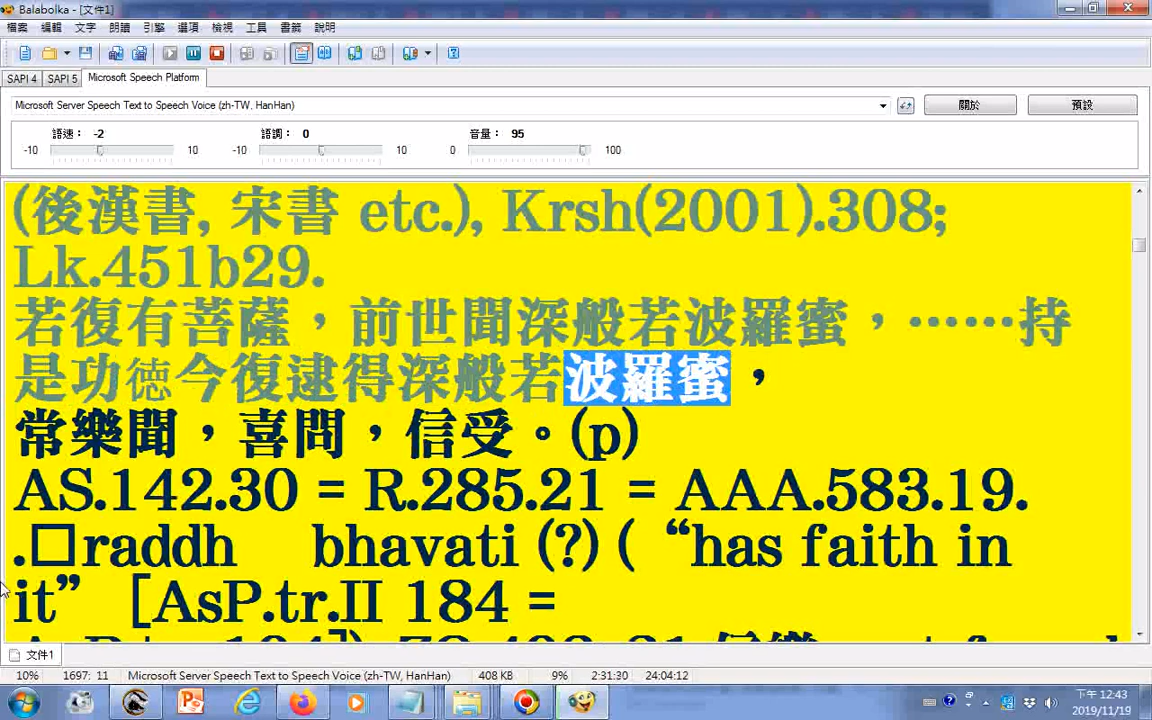 Balabolka - [文件1]
檔案 編輯 文字 朗讀 引擎 選項 檢視 工具 書籤 說明
SAPI 4 SAPI 5 Microsoft Speech Platform
Microsoft Server Speech Text to Speech Voice (zh-TW, HanHan) 關於 預設
語速： -2 語調： 0 音量： 95
-10 10 -10 10 0 100
(後漢書, 宋書 etc.), Krsh(2001).308;
Lk.451b29.
若復有菩薩，前世聞深般若波羅蜜，……持
是功德今復逮得深般若波羅蜜，
常樂聞，喜問，信受。(p)
AS.142.30 = R.285.21 = AAA.583.19.
.□raddh bhavati (?) ( “has faith in
it” [AsP.tr.II 184 =
文件1
10% 1697: 11 Microsoft Server Speech Text to Speech Voice (zh-TW, HanHan) 408 KB 9% 2:31:30 24:04:12
下午 12:43
2019/11/19